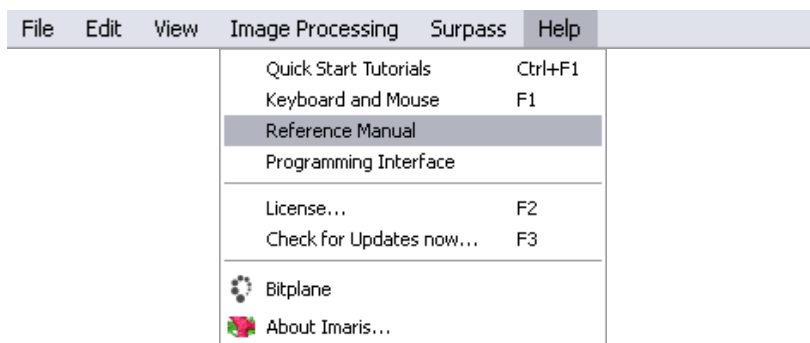 File Edit View Image Processing Surpass Help
Quick Start Tutorials Ctrl+F1
Keyboard and Mouse F1
Reference Manual
Programming Interface
License... F2
Check for Updates now... F3
Bitplane
About Imaris...